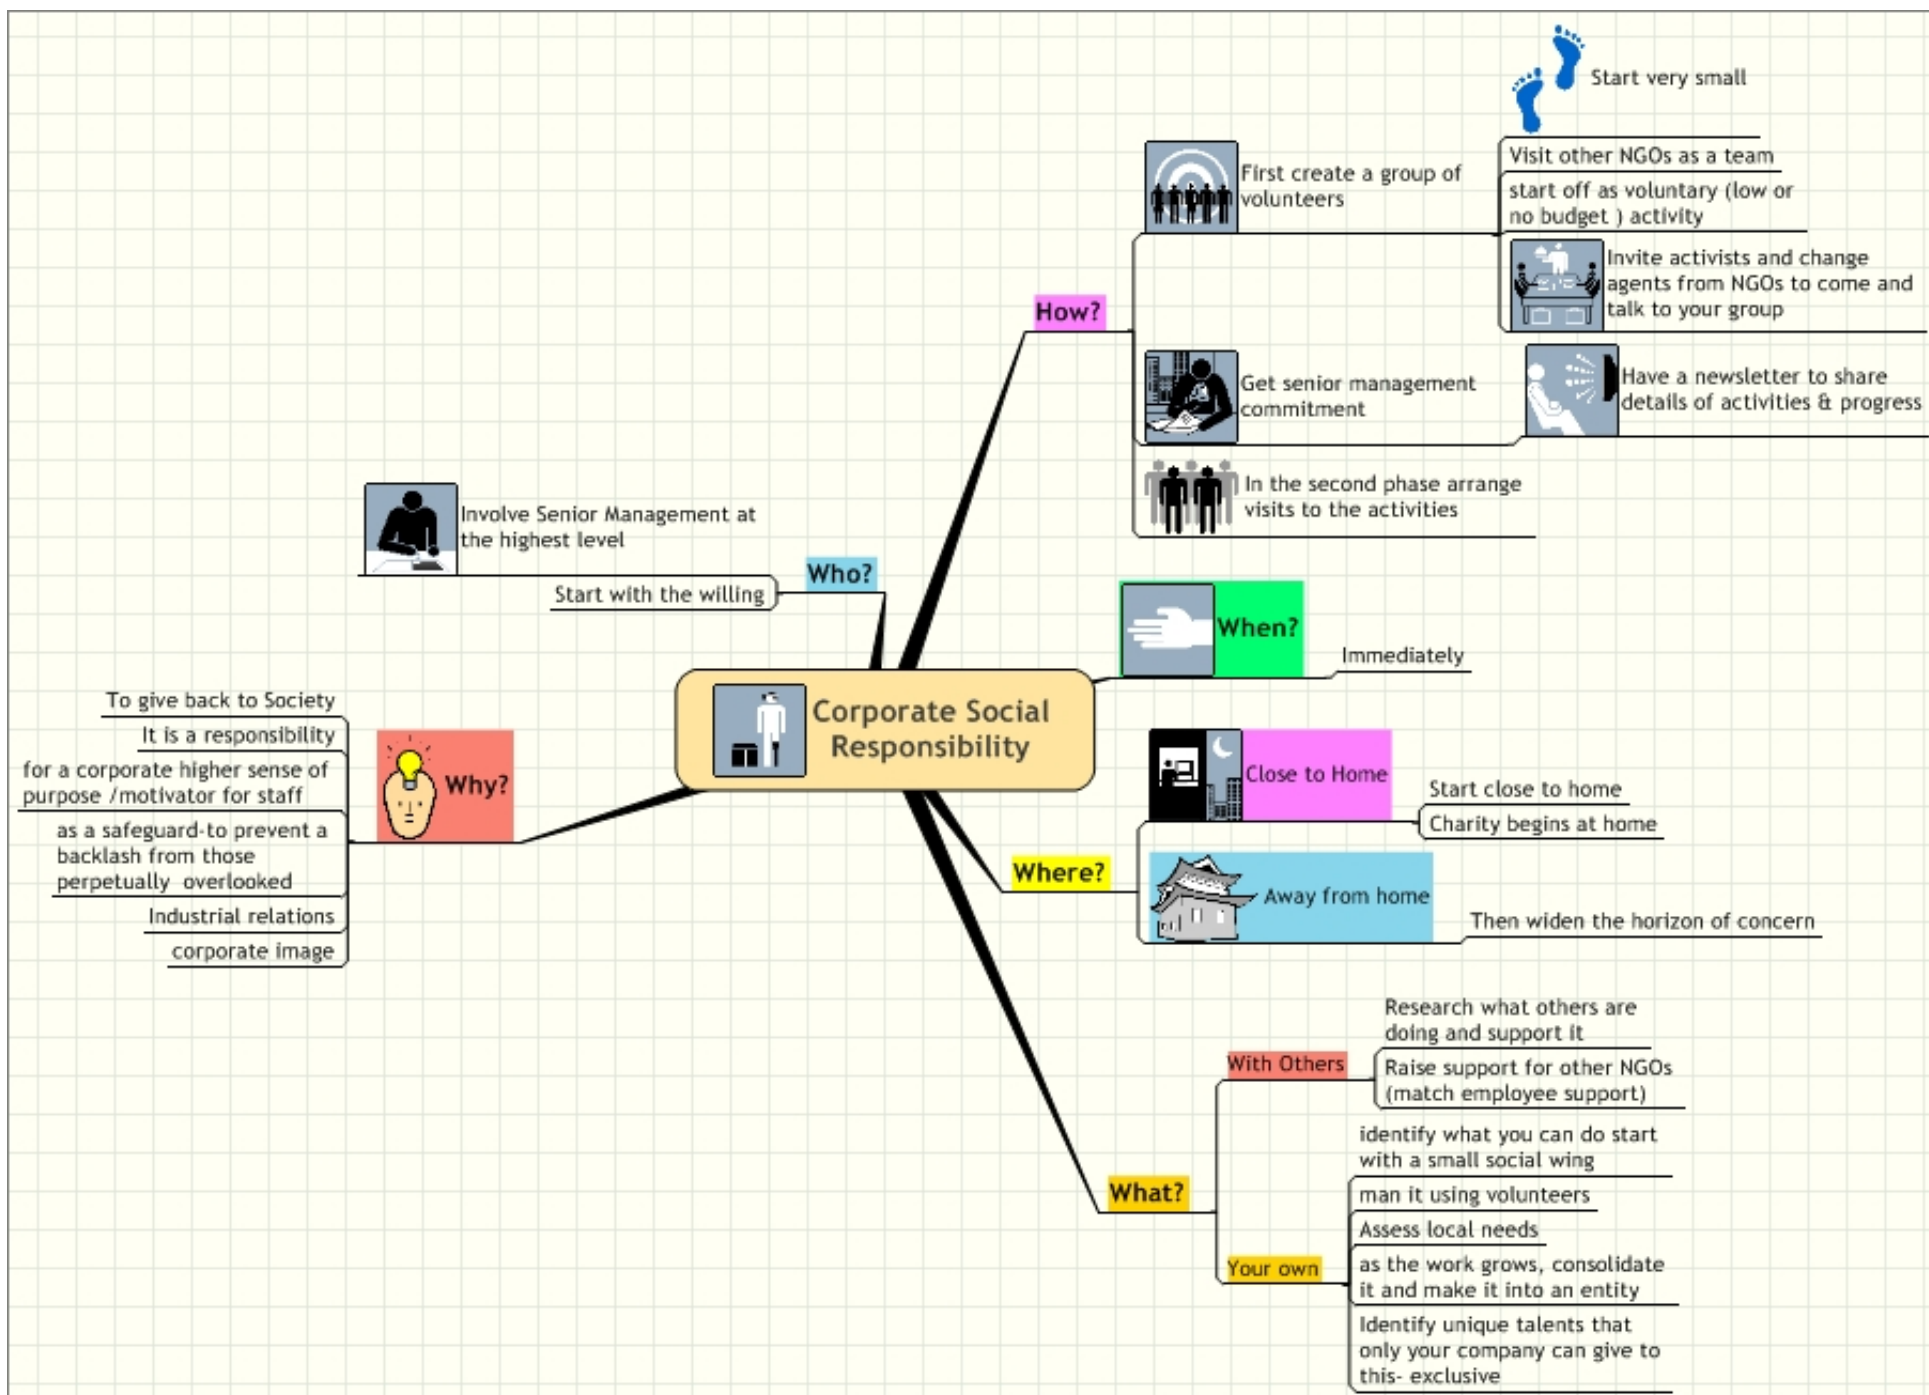 Corporate Social
Responsibility
How?
First create a group of
volunteers
Start very small
Visit other NGOs as a team
start off as voluntary (low or
no budget ) activity
Invite activists and change
agents from NGOs to come and
talk to your group
Get senior management
commitment
Have a newsletter to share
details of activities & progress
In the second phase arrange
visits to the activities
When?
Immediately
Close to Home
Start close to home
Charity begins at home
Where?
Away from home
Then widen the horizon of concern
What?
With Others
Research what others are
doing and support it
Raise support for other NGOs
(match employee support)
Your own
identify what you can do start
with a small social wing
man it using volunteers
Assess local needs
as the work grows, consolidate
it and make it into an entity
Identify unique talents that
only your company can give to
this- exclusive
Why?
To give back to Society
It is a responsibility
for a corporate higher sense of
purpose /motivator for staff
as a safeguard-to prevent a
backlash from those
perpetually  overlooked
Industrial relations
corporate image
Who?
Involve Senior Management at
the highest level
Start with the willing